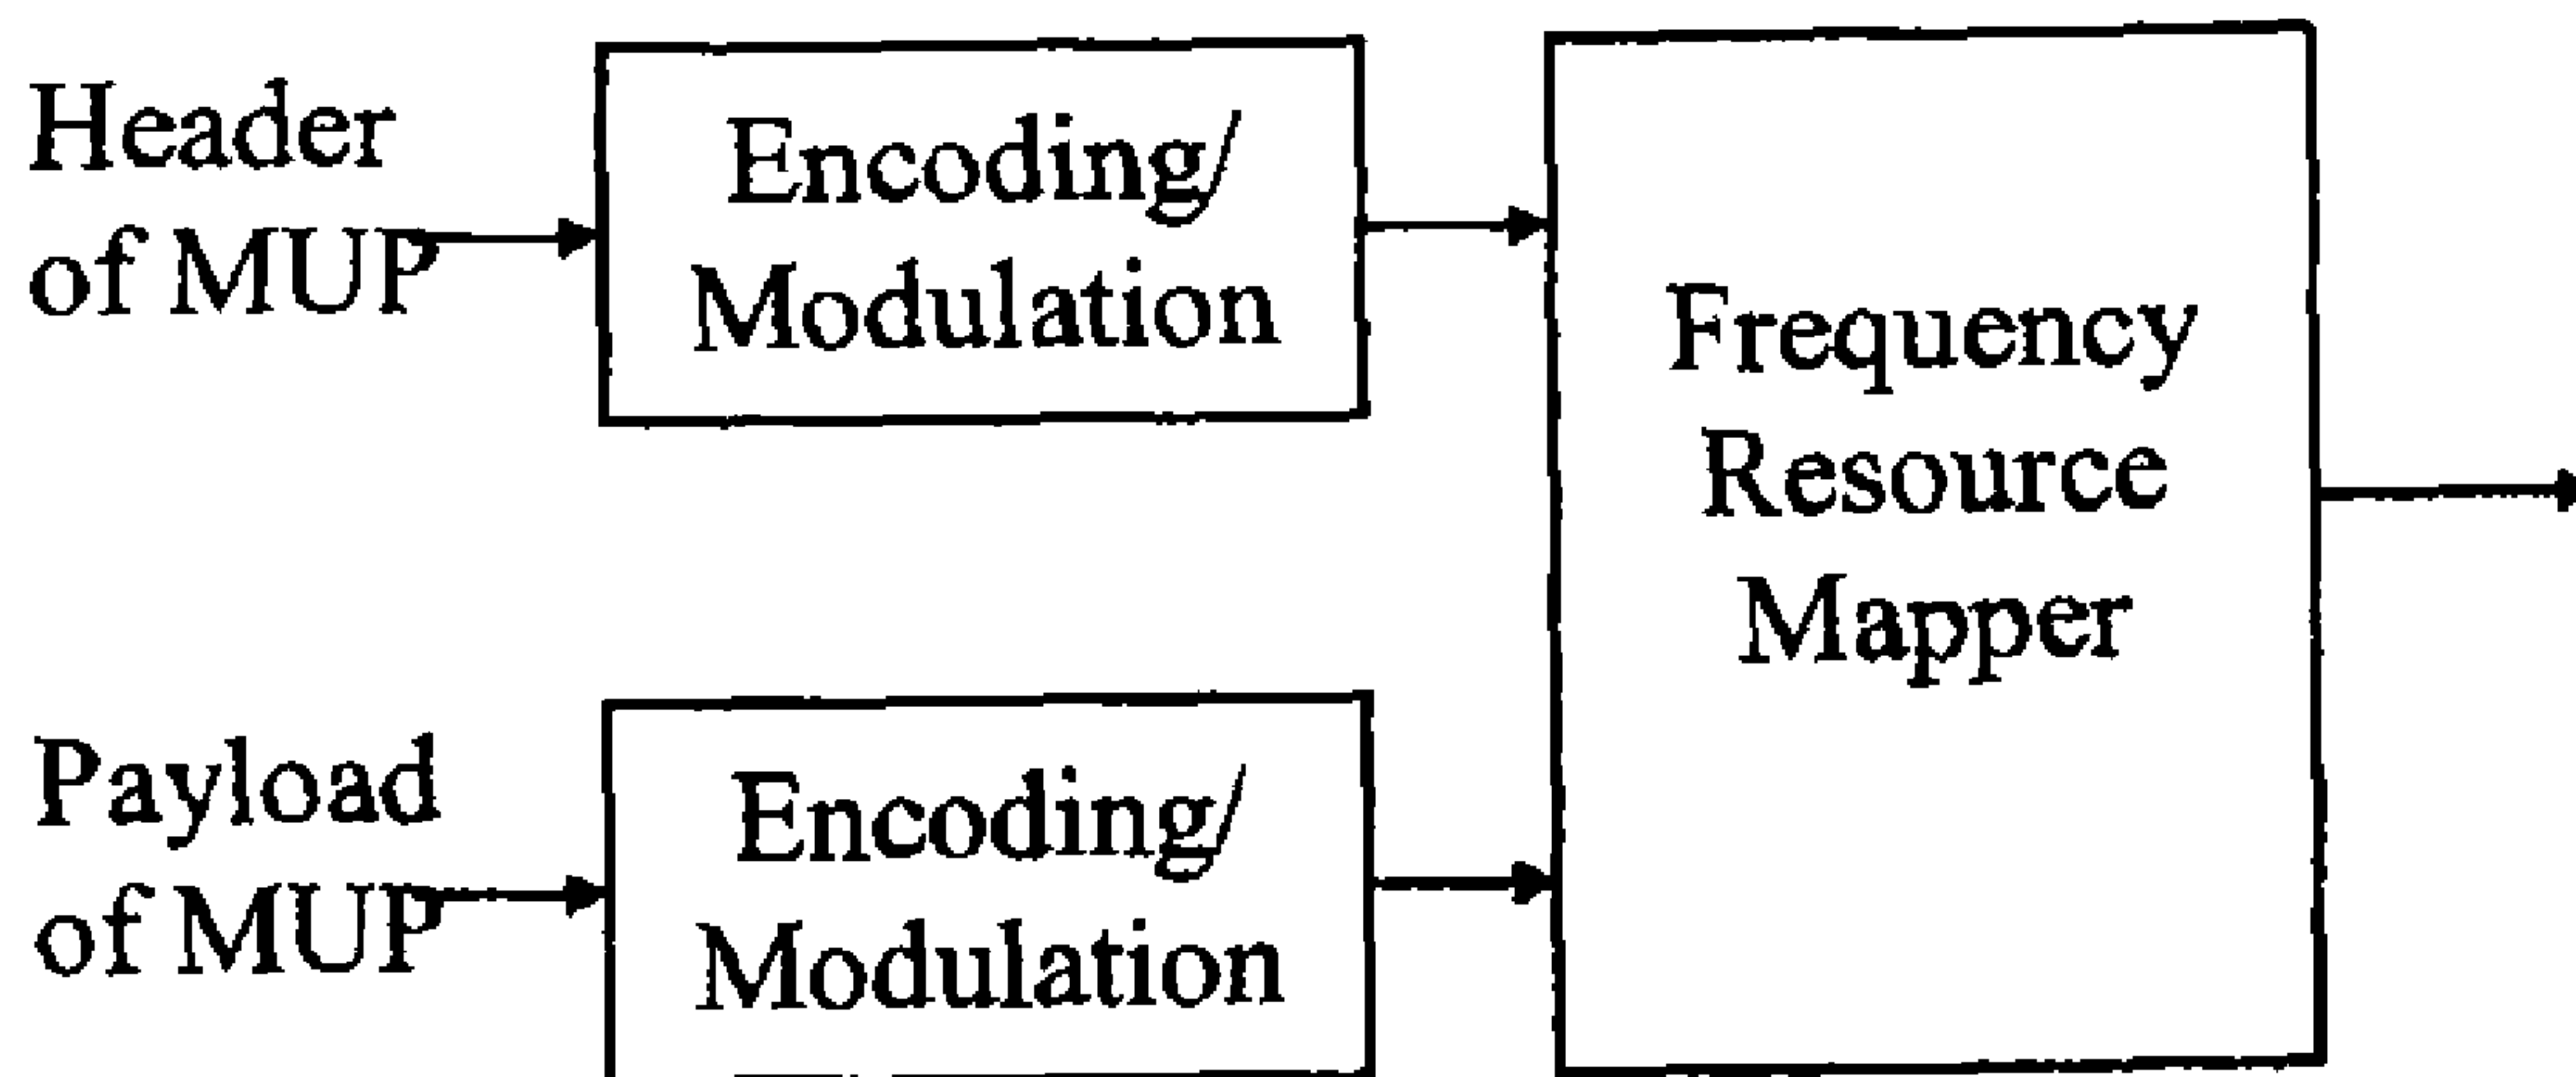 Header
of MUP
Encoding/
Modulation
Frequency
Resource
Mapper
Payload
of MUP
Encoding/
Modulation